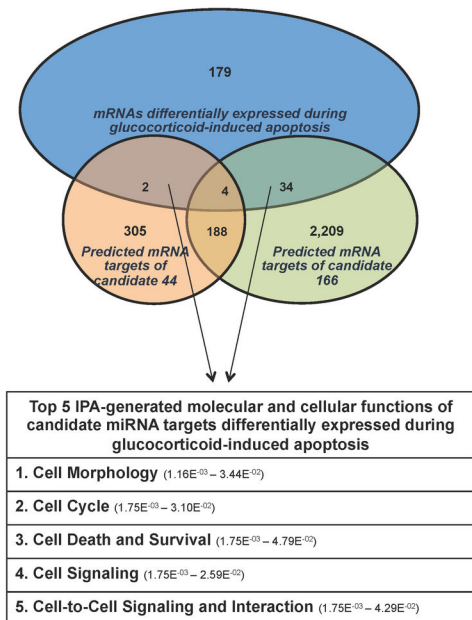 179
mRNAs differentially expressed during
glucocorticoid-induced apoptosis
2
4
34
305
188
2,209
Predicted mRNA
targets of
candidate 44
Predicted mRNA
targets of candidate
166
Top 5 IPA-generated molecular and cellular functions of
candidate miRNA targets differentially expressed during
glucocorticoid-induced apoptosis
1. Cell Morphology (1.16E-03 – 3.44E-02)
2. Cell Cycle (1.75E-03 – 3.10E-02)
3. Cell Death and Survival (1.75E-03 – 4.79E-02)
4. Cell Signaling (1.75E-03 – 2.59E-02)
5. Cell-to-Cell Signaling and Interaction (1.75E-03 – 4.29E-02)